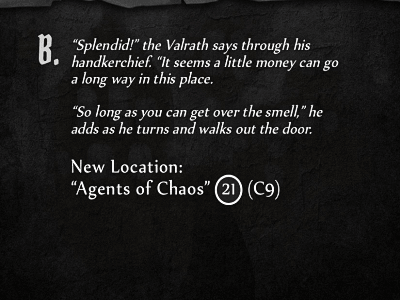 B. “Splendid!” the Valrath says through his
handkerchief. “It seems a little money can go
a long way in this place.
“So long as you can get over the smell,” he
adds as he turns and walks out the door.
New Location:
“Agents of Chaos” 21 (C9)